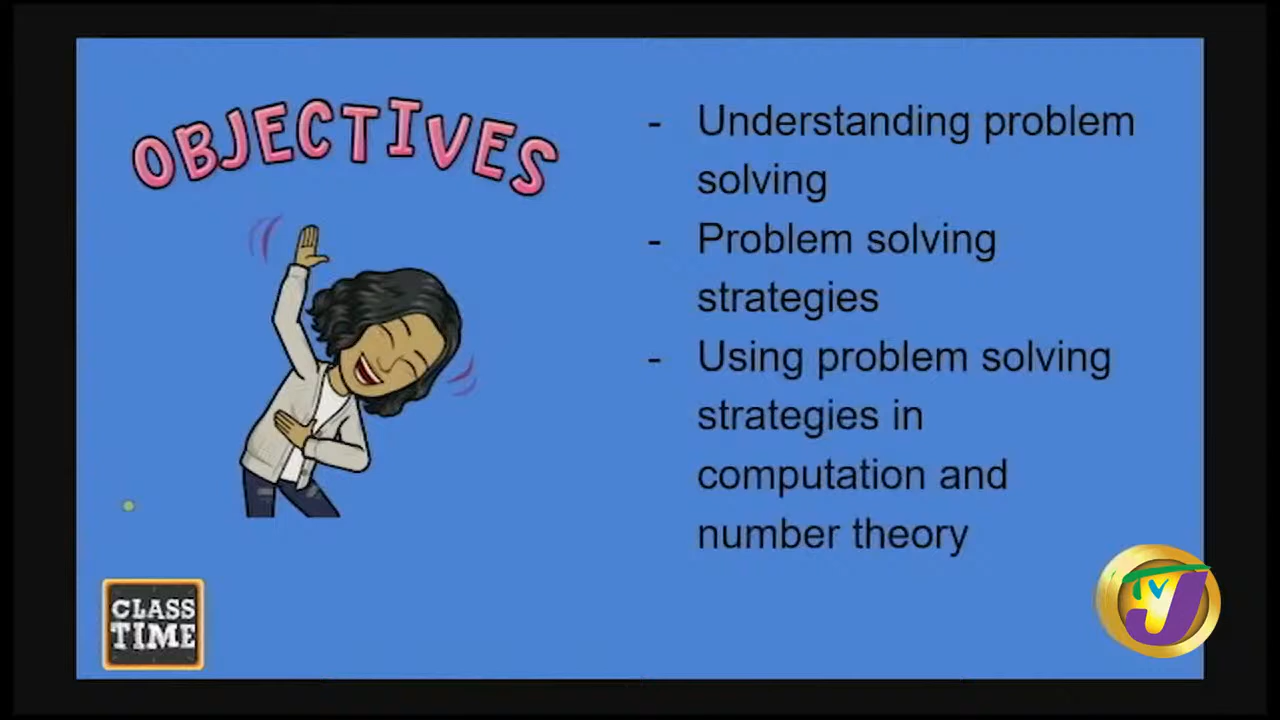 OBJECTIVES
- Understanding problem
solving
- Problem solving
strategies
- Using problem solving
strategies in
computation and
number theory
CLASS
TIME
TVJ